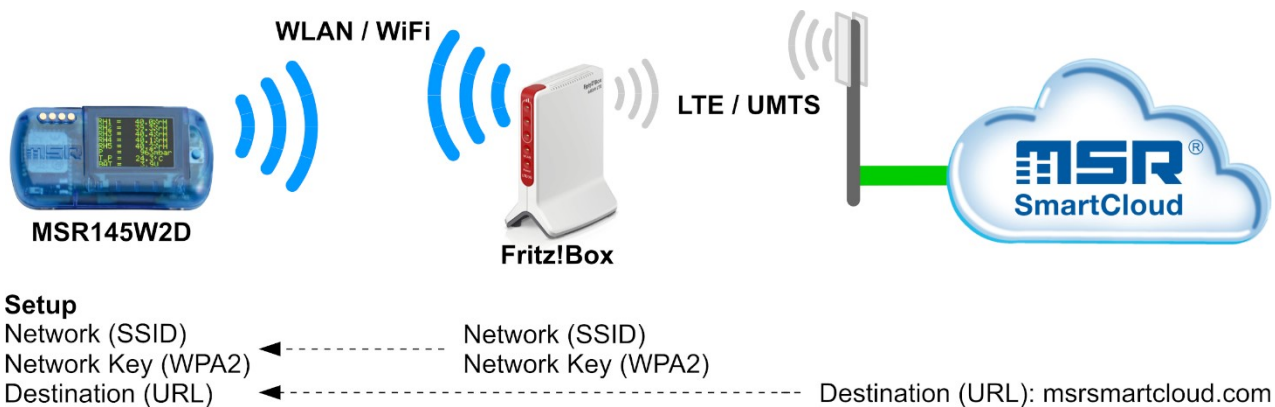 WLAN / WiFi
LTE / UMTS
MSR®
SmartCloud
MSR
MSR145W2D
Fritz!Box
Setup
Network (SSID)
Network (SSID)
Network Key (WPA2)
Network Key (WPA2)
Destination (URL)
Destination (URL): msrsmartcloud.com